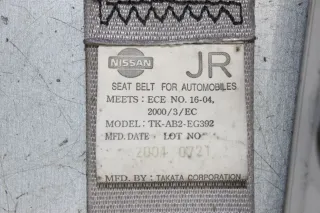 NISSAN JR
SEAT BELT FOR AUTOMOBILES
MEETS: ECE NO. 16-04,
2000/3/EC
MODEL: TK-AB2-EG392
MFD. DATE LOT NO
2004 0721
MFD. BY: TAKATA CORPORATION